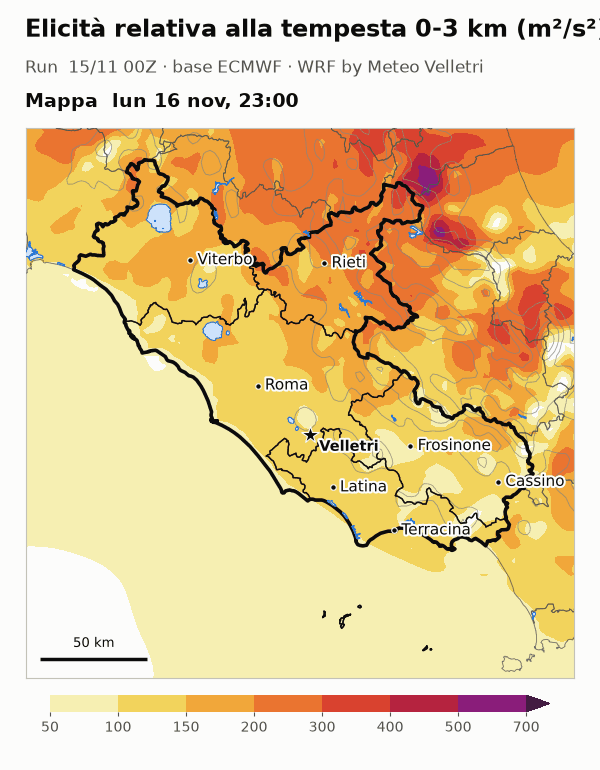 Elicità relativa alla tempesta 0-3 km (m²/s²)
Run  15/11 00Z · base ECMWF · WRF by Meteo Velletri
Mappa  lun 16 nov, 23:00
Viterbo
Rieti
Roma
Velletri
Frosinone
Latina
Cassino
Terracina
50 km
50 100 150 200 300 400 500 700